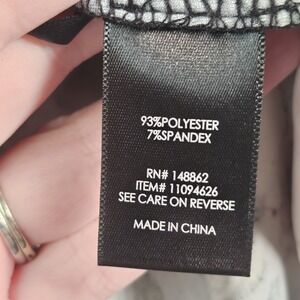 93%POLYESTER
7%SPANDEX
RN# 148862
ITEM# 11094626
SEE CARE ON REVERSE
MADE IN CHINA